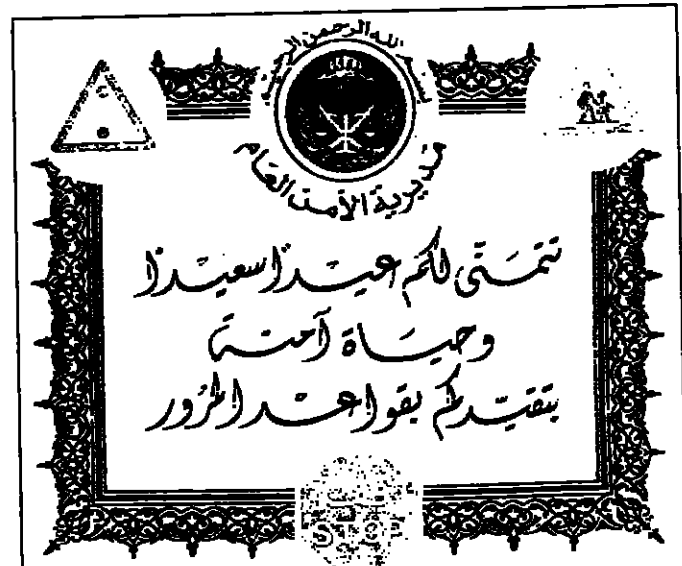 بسم الله الرحمن الرحيم
مديرية الأمن العام
تتمنى لكم عيدا سعيدا
وحياة آمنة
بتقيدكم بقواعد المرور